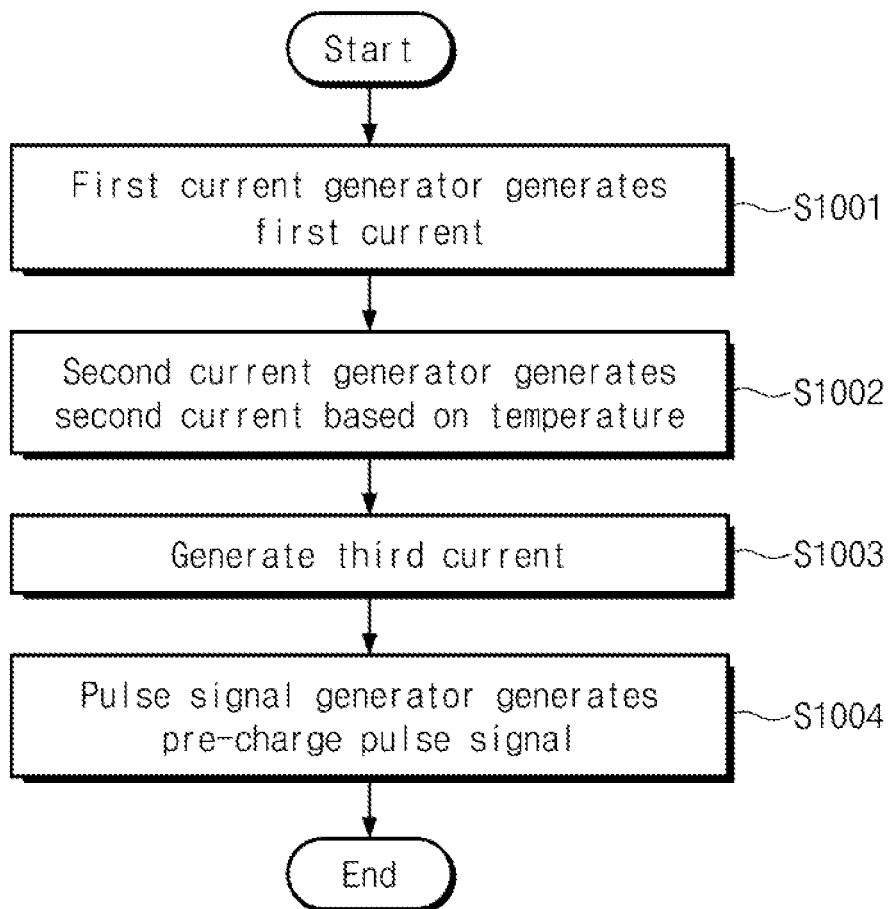 Start
First current generator generates
first current
S1001
Second current generator generates
second current based on temperature
S1002
Generate third current
S1003
Pulse signal generator generates
pre-charge pulse signal
S1004
End